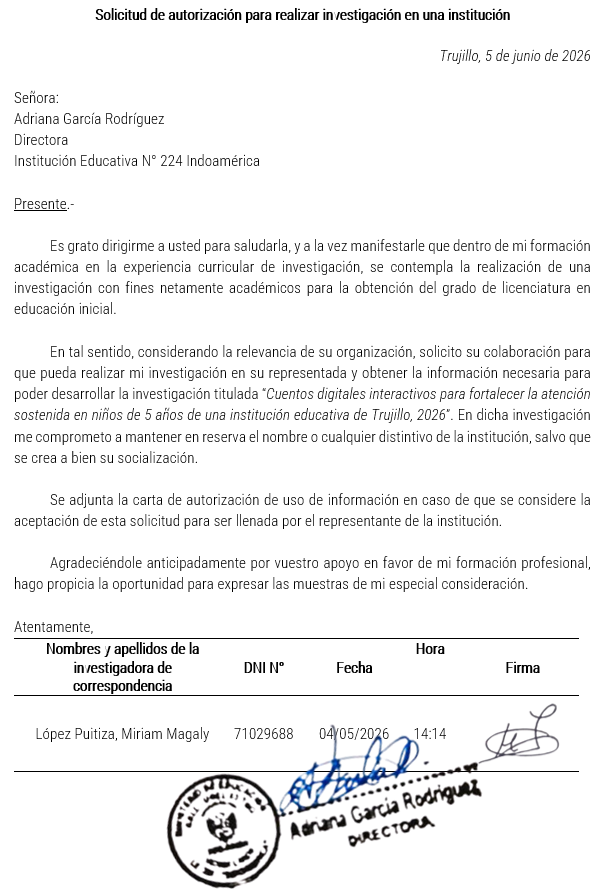 Solicitud de autorización para realizar investigación en una institución
Trujillo, 5 de junio de 2026
Señora:
Adriana García Rodríguez
Directora
Institución Educativa N° 224 Indoamérica
Presente.-
Es grato dirigirme a usted para saludarla, y a la vez manifestarle que dentro de mi formación
académica en la experiencia curricular de investigación, se contempla la realización de una
investigación con fines netamente académicos para la obtención del grado de licenciatura en
educación inicial.
En tal sentido, considerando la relevancia de su organización, solicito su colaboración para
que pueda realizar mi investigación en su representada y obtener la información necesaria para
poder desarrollar la investigación titulada “Cuentos digitales interactivos para fortalecer la atención
sostenida en niños de 5 años de una institución educativa de Trujillo, 2026”. En dicha investigación
me comprometo a mantener en reserva el nombre o cualquier distintivo de la institución, salvo que
se crea a bien su socialización.
Se adjunta la carta de autorización de uso de información en caso de que se considere la
aceptación de esta solicitud para ser llenada por el representante de la institución.
Agradeciéndole anticipadamente por vuestro apoyo en favor de mi formación profesional,
hago propicia la oportunidad para expresar las muestras de mi especial consideración.
Atentamente,
Nombres y apellidos de la
investigadora de
correspondencia
DNI N°
Fecha
Hora
Firma
López Puitiza, Miriam Magaly 71029688 04/05/2026 14:14
Adriana García Rodríguez
DIRECTORA